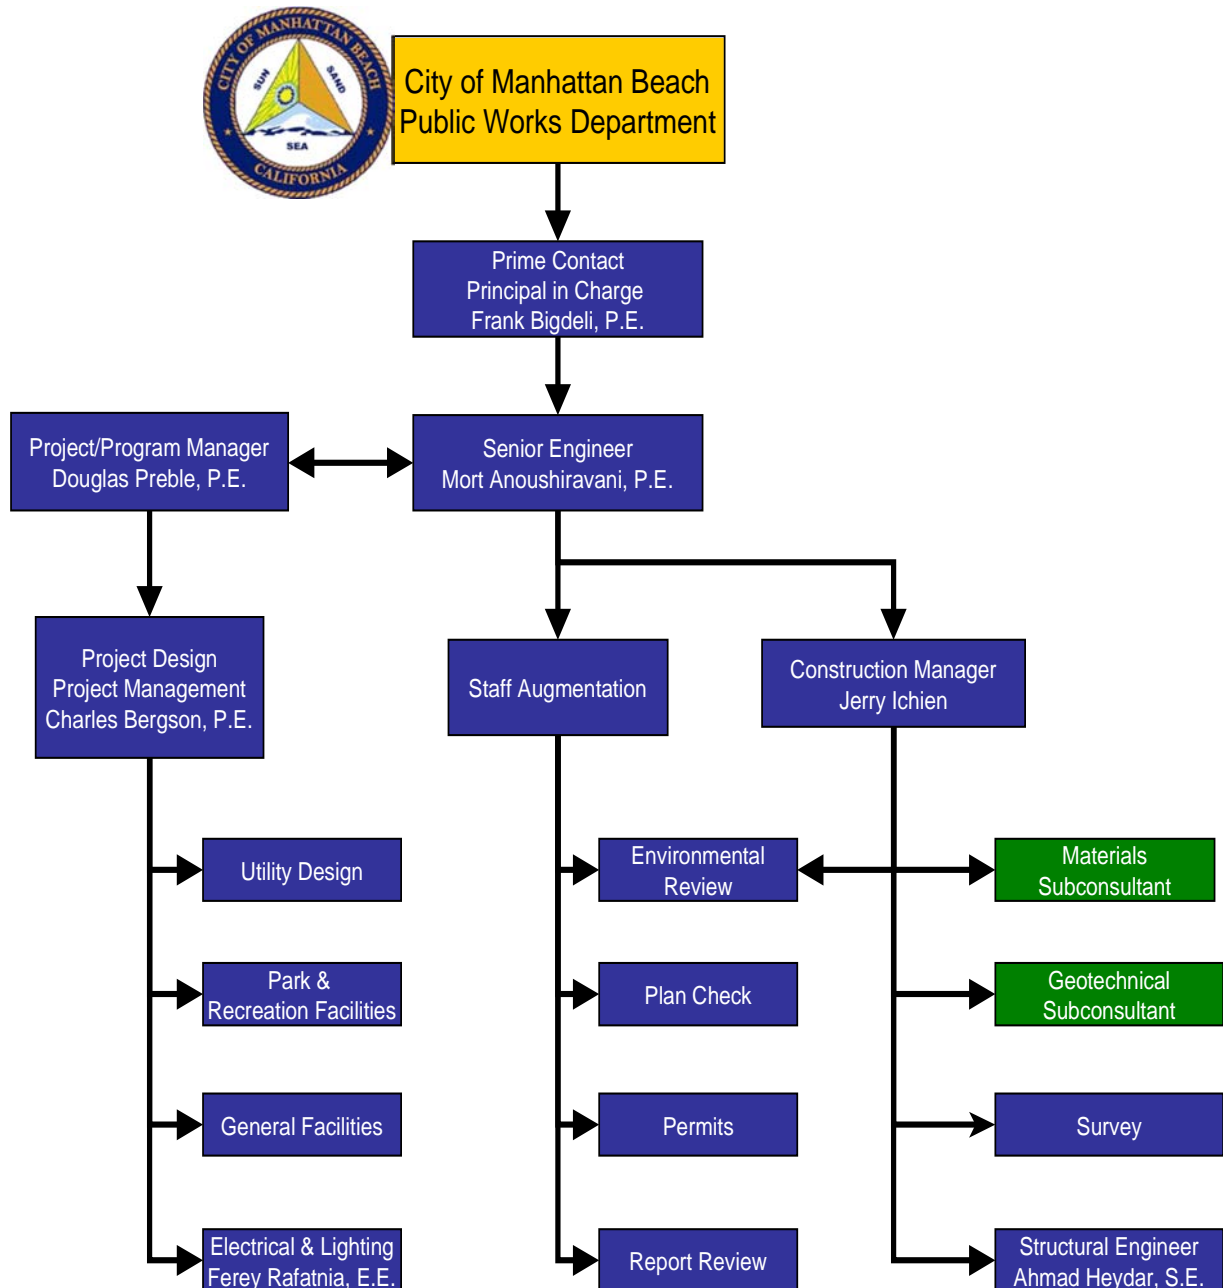 CITY OF MANHATTAN BEACH
SUN
SAND
SEA
CALIFORNIA
City of Manhattan Beach
Public Works Department
Prime Contact
Principal in Charge
Frank Bigdeli, P.E.
Project/Program Manager
Douglas Preble, P.E.
Senior Engineer
Mort Anoushiravani, P.E.
Project Design
Project Management
Charles Bergson, P.E.
Staff Augmentation
Construction Manager
Jerry Ichien
Utility Design
Environmental
Review
Materials
Subconsultant
Park &
Recreation Facilities
Plan Check
Geotechnical
Subconsultant
General Facilities
Permits
Survey
Electrical & Lighting
Ferey Rafatnia, E.E.
Report Review
Structural Engineer
Ahmad Heydar, S.E.